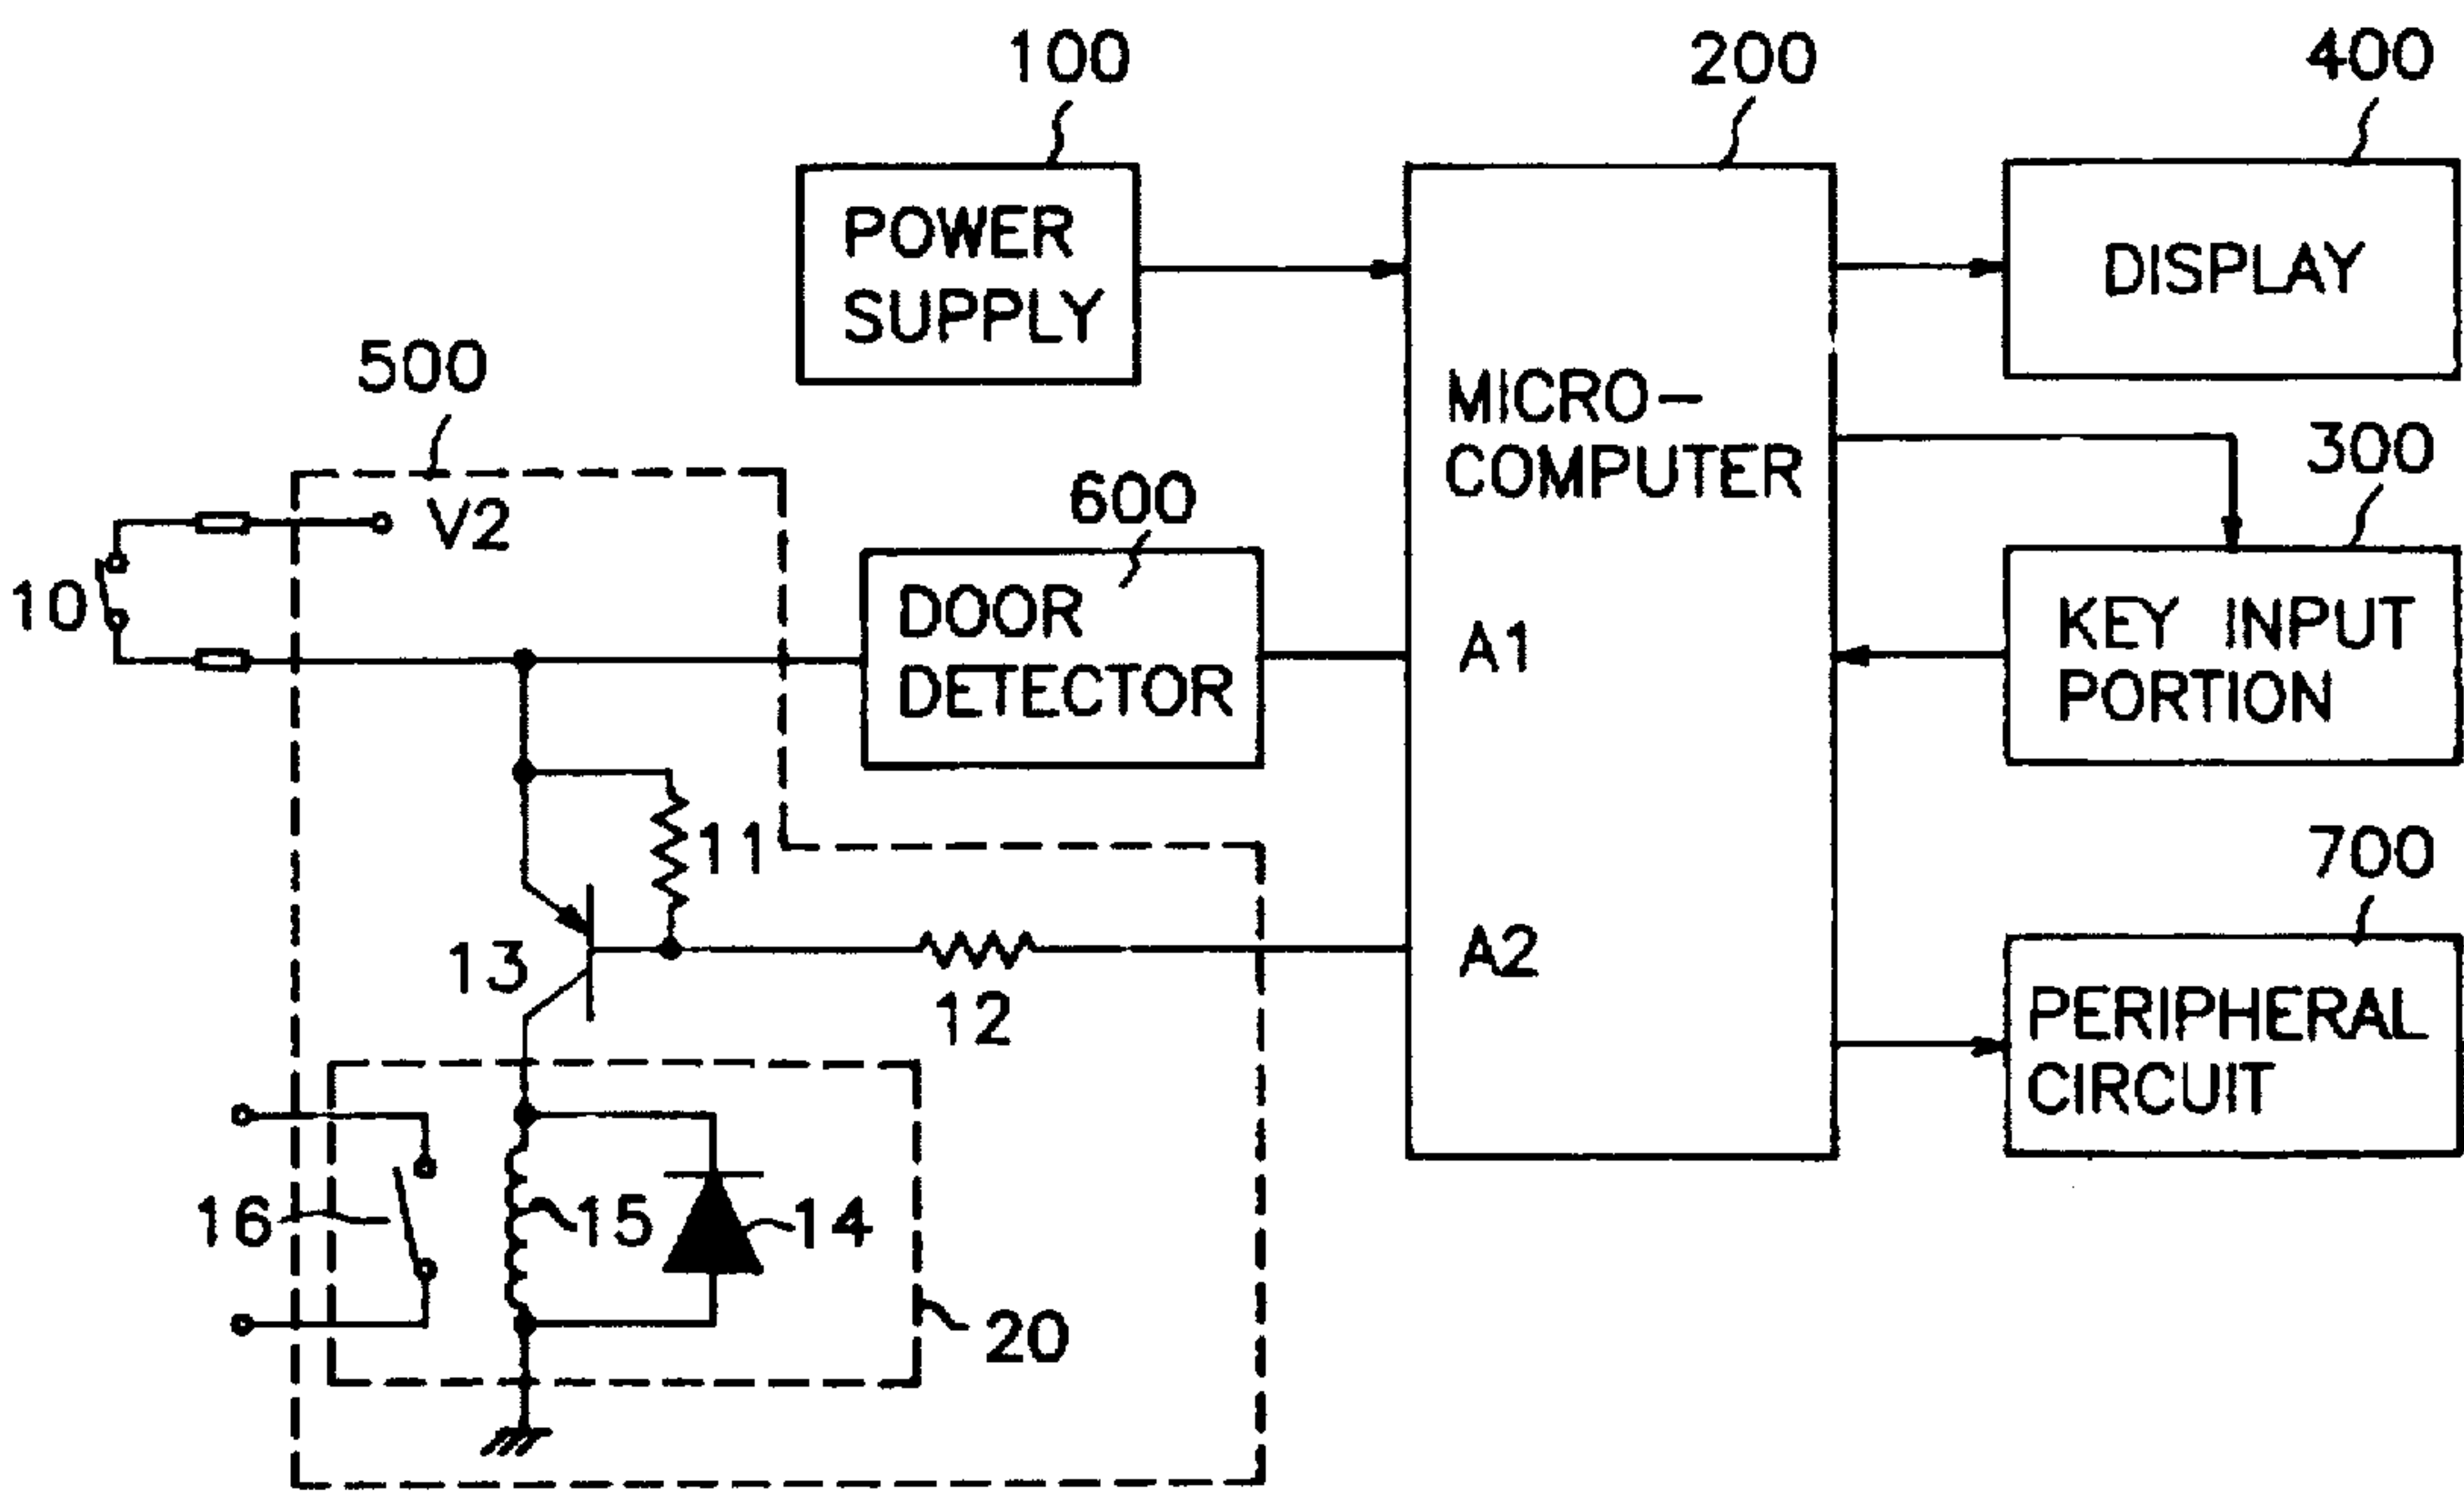 100
200
400
POWER
SUPPLY
DISPLAY
500
MICRO-
COMPUTER
300
V2
600
10
DOOR
DETECTOR
A1
KEY INPUT
PORTION
11
700
13
12
A2
PERIPHERAL
CIRCUIT
16
15
14
20